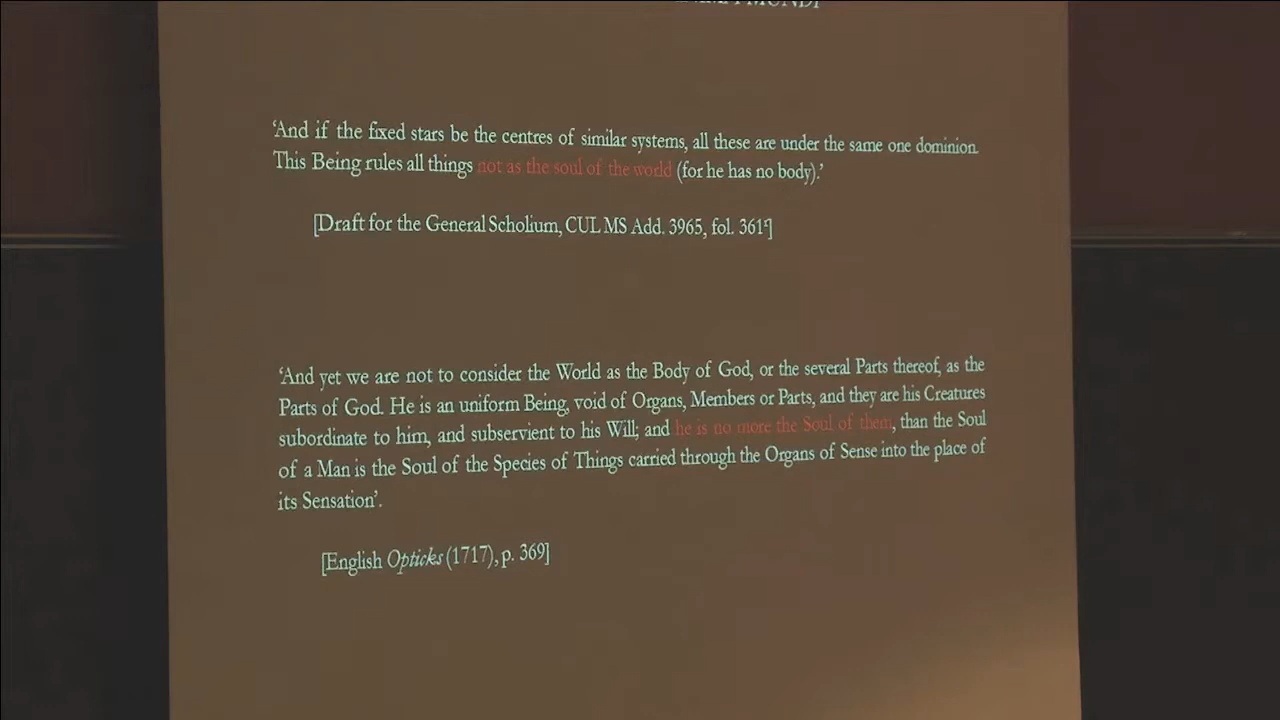 MUNDI
‘And if the fixed stars be the centres of similar systems, all these are under the same one dominion.
This Being rules all things not as the soul of the world (for he has no body).’
[Draft for the General Scholium, CUL MS Add. 3965, fol. 361ʳ]
‘And yet we are not to consider the World as the Body of God, or the several Parts thereof, as the
Parts of God. He is an uniform Being, void of Organs, Members or Parts, and they are his Creatures
subordinate to him, and subservient to his Will; and he is no more the Soul of them, than the Soul
of a Man is the Soul of the Species of Things carried through the Organs of Sense into the place of
its Sensation’.
[English Opticks (1717), p. 369]